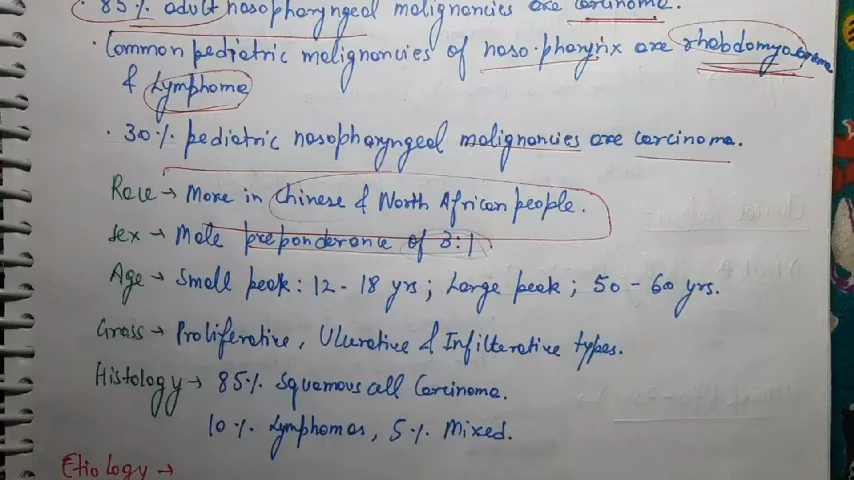 • 85% adult nasopharyngeal malignancies are carcinoma.
• Common pediatric malignancies of nasopharynx are rhabdomyosarcoma
& Lymphoma
• 30% pediatric nasopharyngeal malignancies are carcinoma.
Race → More in Chinese & North African people.
Sex → Male preponderance of 3:1
Age → Small peak: 12 - 18 yrs; Large peak; 50 - 60 yrs.
Gross → Proliferative, Ulcerative & Infilterative types.
Histology → 85% Squamous cell Carcinoma.
10% Lymphomas, 5% Mixed.
Etiology →